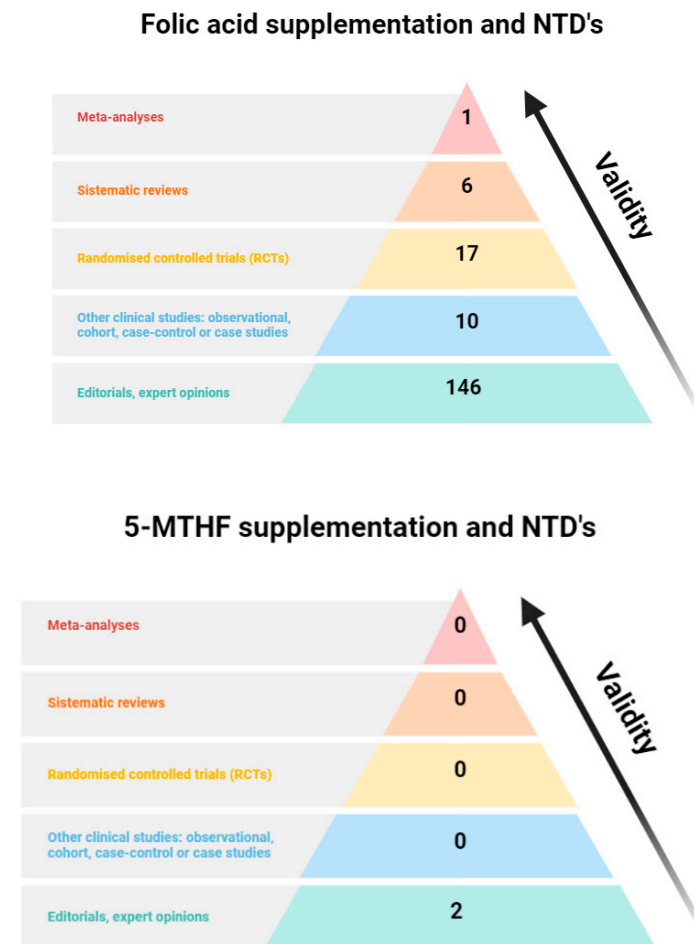 Folic acid supplementation and NTD's
Meta-analyses
1
Sistematic reviews
6
Randomised controlled trials (RCTs)
17
Other clinical studies: observational,
cohort, case-control or case studies
10
Editorials, expert opinions
146
Validity
5-MTHF supplementation and NTD's
Meta-analyses
0
Sistematic reviews
0
Randomised controlled trials (RCTs)
0
Other clinical studies: observational,
cohort, case-control or case studies
0
Editorials, expert opinions
2
Validity